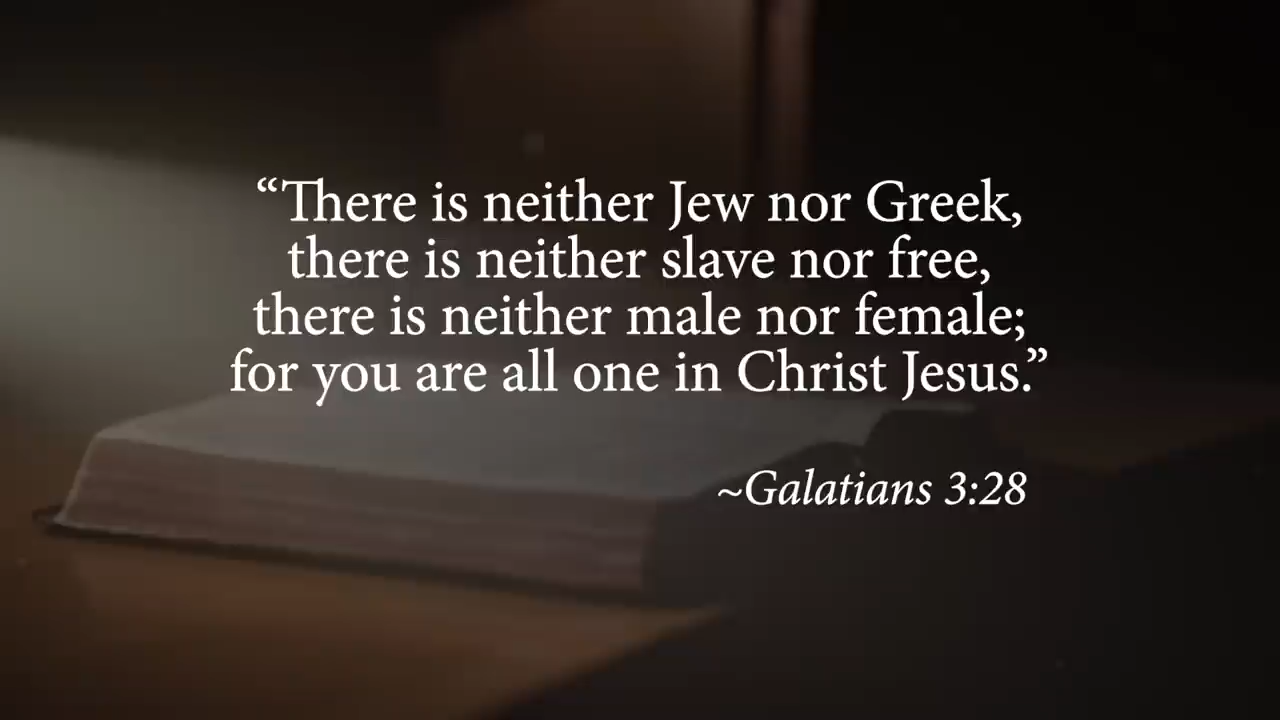 “There is neither Jew nor Greek,
there is neither slave nor free,
there is neither male nor female;
for you are all one in Christ Jesus.”
~Galatians 3:28